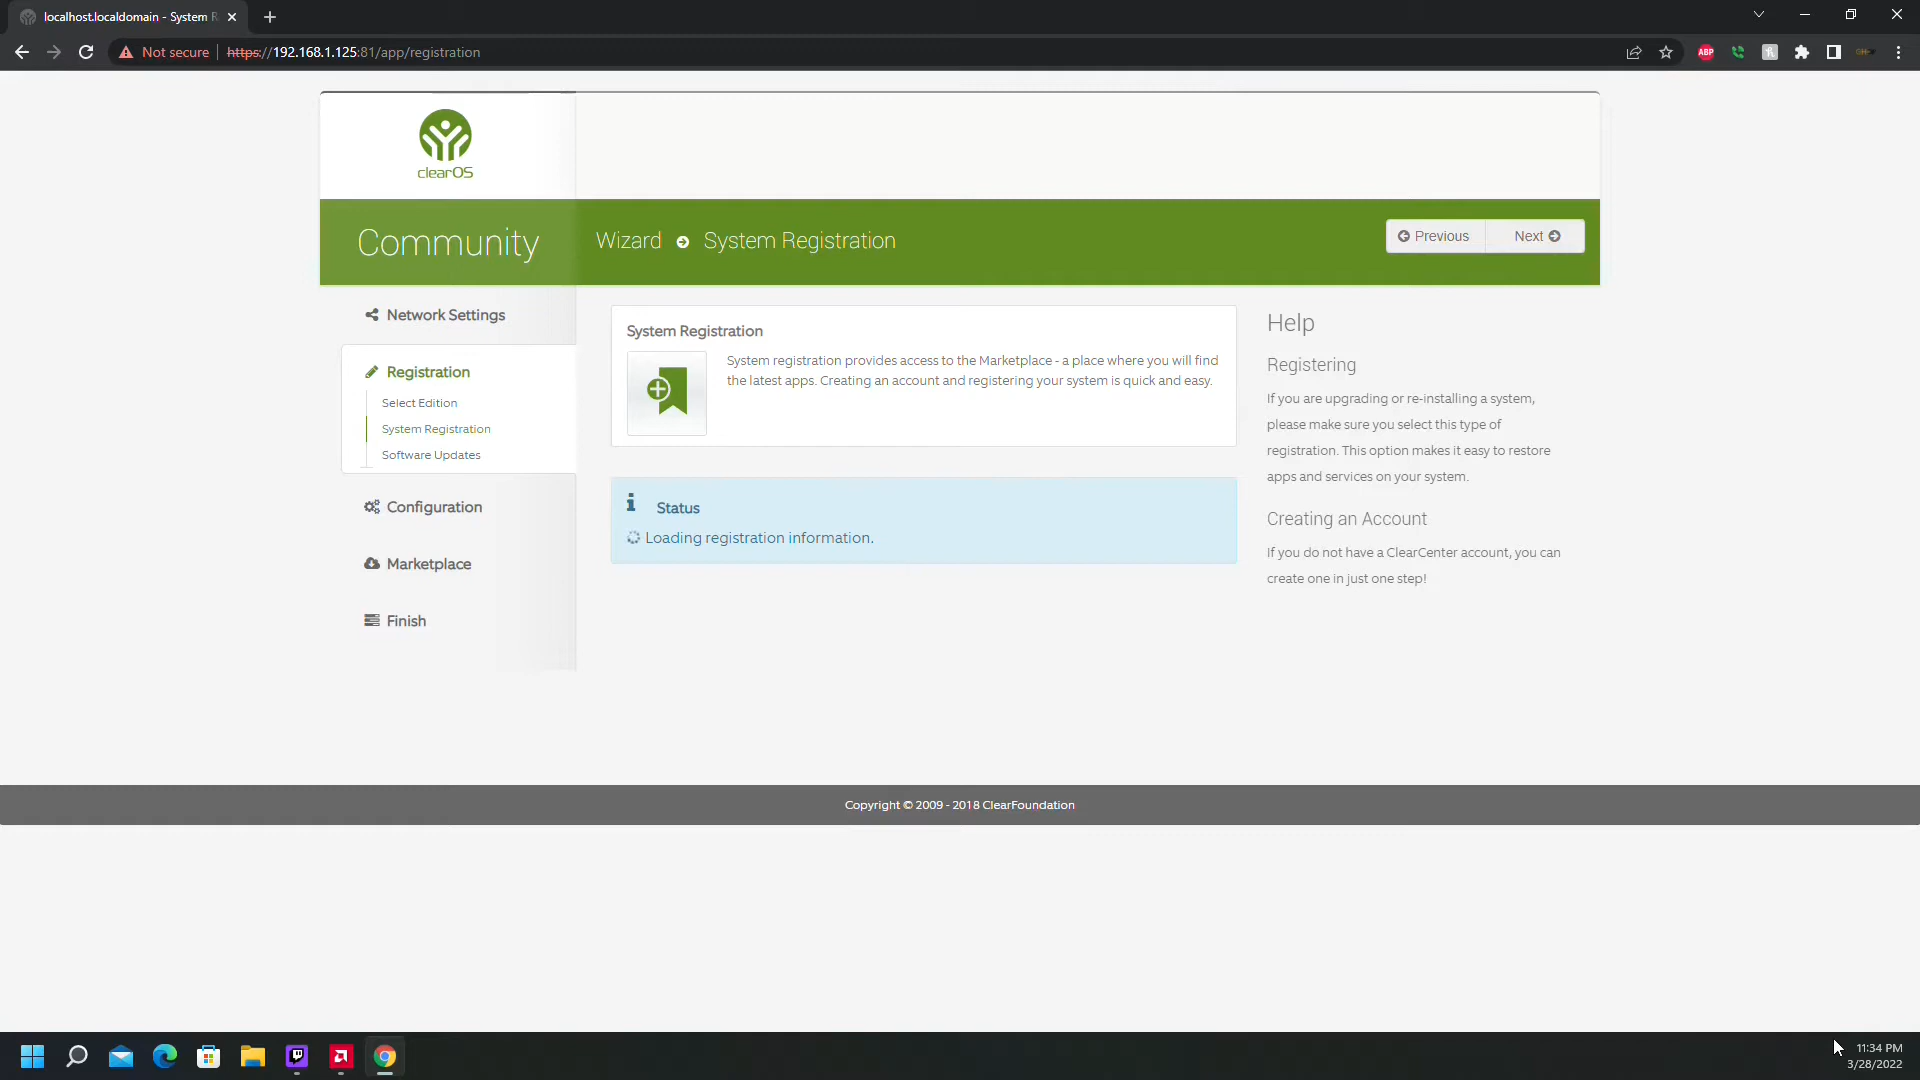 localhost.localdomain - System R
Not secure
https://192.168.1.125:81/app/registration
ABP
clearOS
Community
Wizard
System Registration
Previous
Next
Network Settings
Registration
Select Edition
System Registration
Software Updates
Configuration
Marketplace
Finish
System Registration
System registration provides access to the Marketplace - a place where you will find
the latest apps. Creating an account and registering your system is quick and easy.
Status
Loading registration information.
Help
Registering
If you are upgrading or re-installing a system,
please make sure you select this type of
registration. This option makes it easy to restore
apps and services on your system.
Creating an Account
If you do not have a ClearCenter account, you can
create one in just one step!
Copyright © 2009 - 2018 ClearFoundation
11:34 PM
3/28/2022